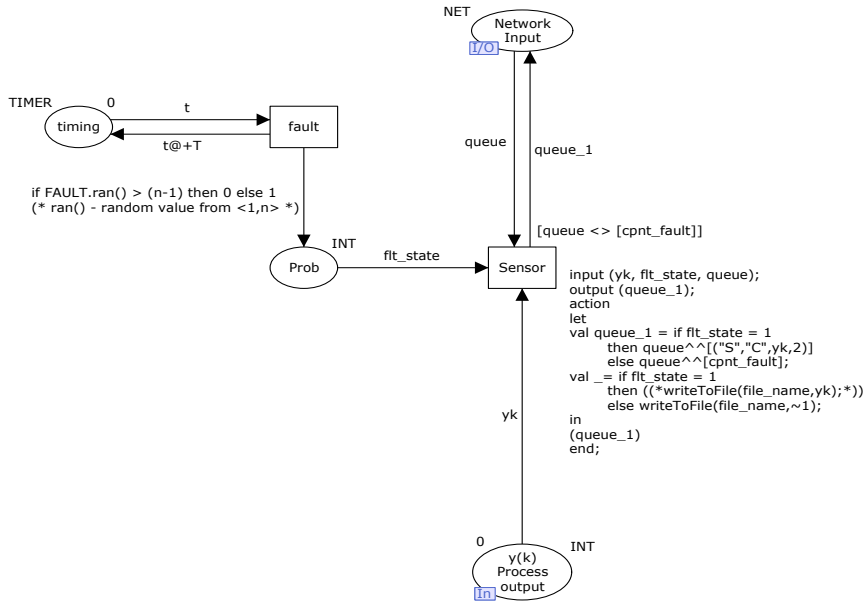 NET
Network
Input
I/O
TIMER
0
t
timing
fault
t@+T
queue
queue_1
if FAULT.ran() > (n-1) then 0 else 1
(* ran() - random value from <1,n> *)
[queue <> [cpnt_fault]]
INT
flt_state
Prob
Sensor
input (yk, flt_state, queue);
output (queue_1);
action
let
val queue_1 = if flt_state = 1
then queue^^[("S","C",yk,2)]
else queue^^[cpnt_fault];
val _= if flt_state = 1
then ((*writeToFile(file_name,yk);*))
else writeToFile(file_name,~1);
in
(queue_1)
end;
yk
0
INT
y(k)
Process
output
In